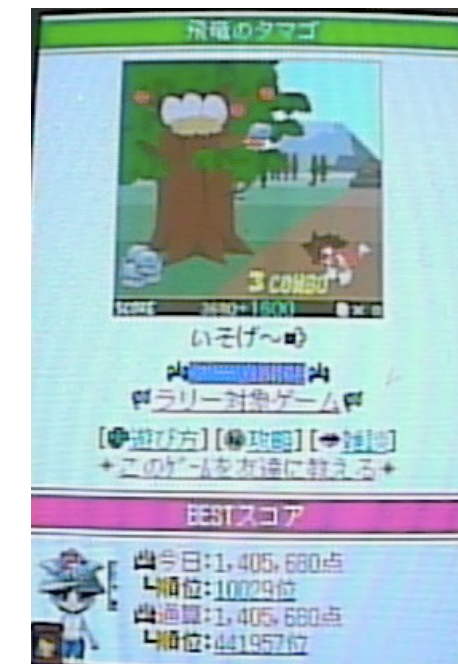 飛竜のタマゴ
3 COMBO
SCORE 3680+1800
いそげ〜
ラリー対象ゲーム
[遊び方][攻略][雑談]
このゲームを友達に教える
BESTスコア
今日:1,405,680点
順位:10029位
通算:1,405,680点
順位:441957位